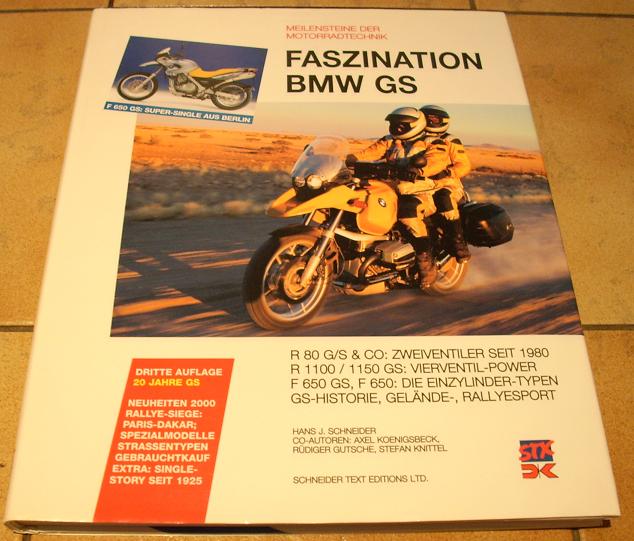 MEILENSTEINE DER
MOTORRADTECHNIK
FASZINATION
BMW GS
F 650 GS: SUPER-SINGLE AUS BERLIN
R 80 G/S & CO: ZWEIVENTILER SEIT 1980
R 1100 / 1150 GS: VIERVENTIL-POWER
F 650 GS, F 650: DIE EINZYLINDER-TYPEN
GS-HISTORIE, GELÄNDE-, RALLYESPORT
DRITTE AUFLAGE
20 JAHRE GS
NEUHEITEN 2000
RALLYE-SIEGE:
PARIS-DAKAR;
SPEZIALMODELLE
STRASSENTYPEN
GEBRAUCHTKAUF
EXTRA: SINGLE-
STORY SEIT 1925
HANS J. SCHNEIDER
CO-AUTOREN: AXEL KOENIGSBECK,
RÜDIGER GUTSCHE, STEFAN KNITTEL
SCHNEIDER TEXT EDITIONS LTD.
STX
DK